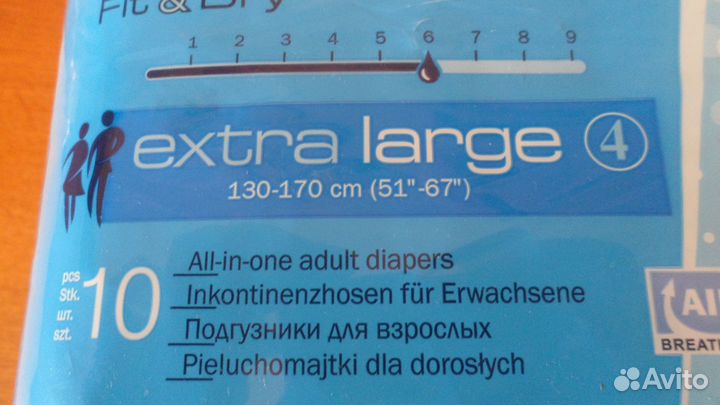 Fit & Dry
1 2 3 4 5 6 7 8 9
extra large 4
130-170 cm (51"-67")
pcs
Stk.
шт.
szt.
10
All-in-one adult diapers
Inkontinenzhosen für Erwachsene
Подгузники для взрослых
Pieluchomajtki dla dorosłych
AI
BREATH
Avito